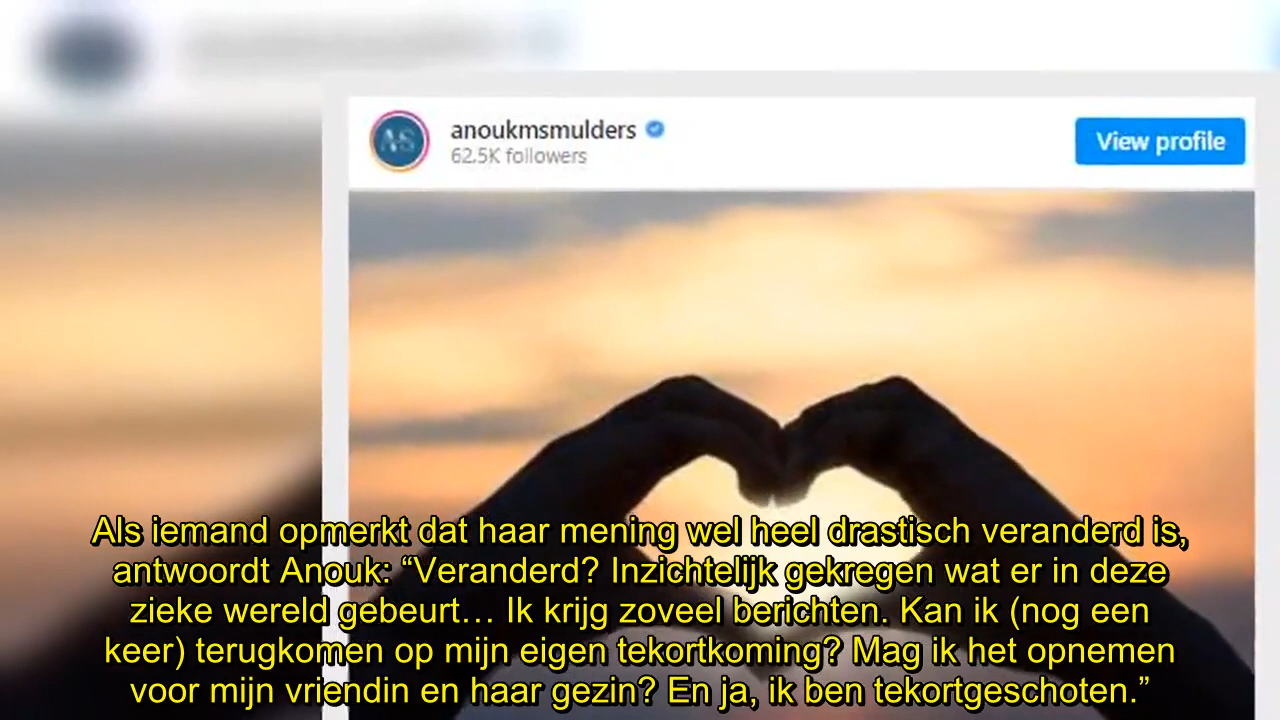 anoukmsmulders
62.5K followers
View profile
AS
Als iemand opmerkt dat haar mening wel heel drastisch veranderd is,
antwoordt Anouk: “Veranderd? Inzichtelijk gekregen wat er in deze
zieke wereld gebeurt… Ik krijg zoveel berichten. Kan ik (nog een
keer) terugkomen op mijn eigen tekortkoming? Mag ik het opnemen
voor mijn vriendin en haar gezin? En ja, ik ben tekortgeschoten.”